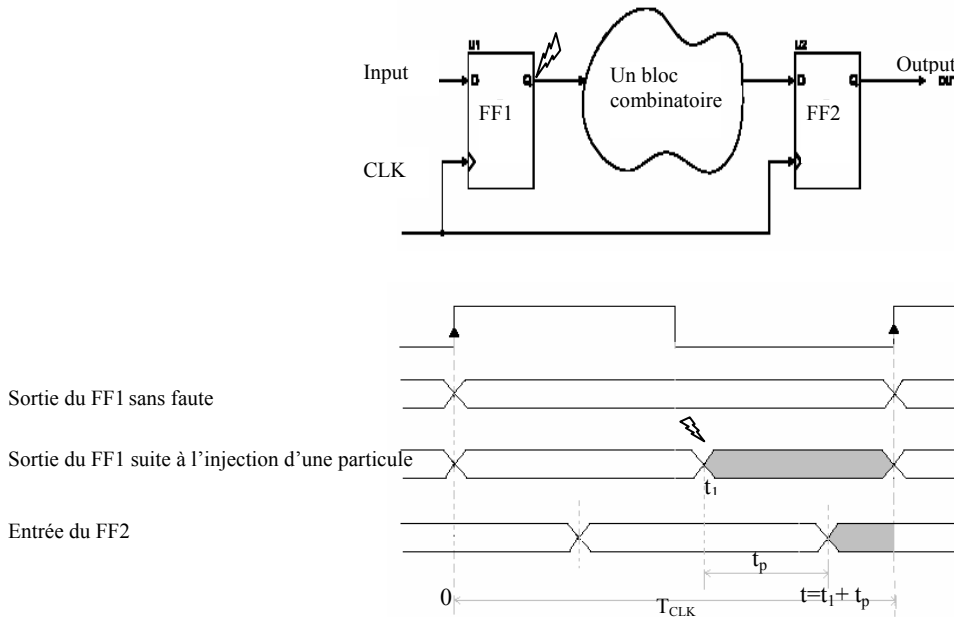 U1
U2
Input
D
Q
Un bloc
combinatoire
D
Q
Output
OUT
FF1
FF2
CLK
Sortie du FF1 sans faute
Sortie du FF1 suite à l'injection d'une particule
t₁
Entrée du FF2
tₚ
0
T_CLK
t=t₁+ tₚ